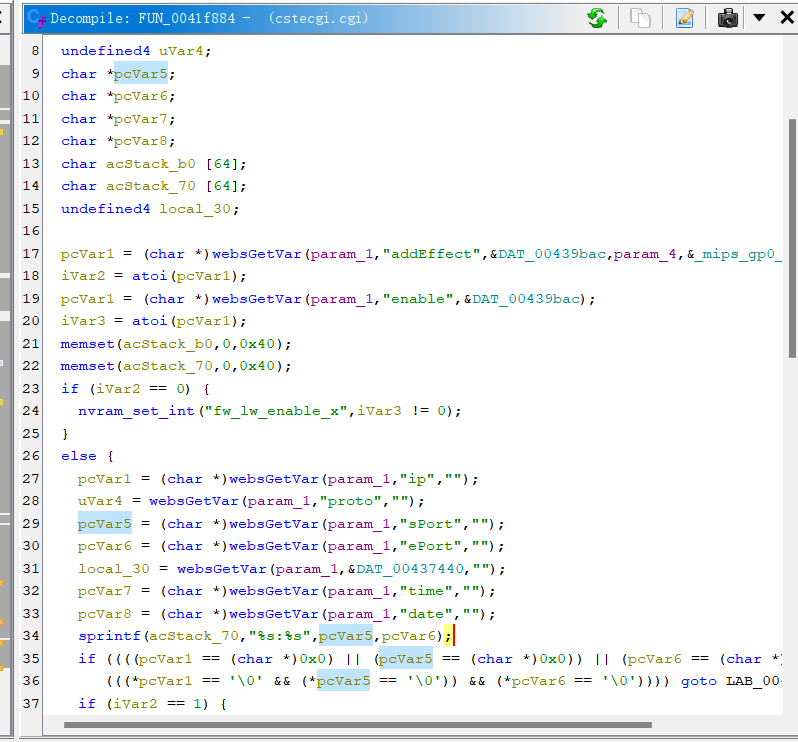 Decompile: FUN_0041f884 - (cstecgi.cgi)
8 undefined4 uVar4;
9 char *pcVar5;
10 char *pcVar6;
11 char *pcVar7;
12 char *pcVar8;
13 char acStack_b0 [64];
14 char acStack_70 [64];
15 undefined4 local_30;
16
17 pcVar1 = (char *)websGetVar(param_1,"addEffect",&DAT_00439bac,param_4,&_mips_gp0_
18 iVar2 = atoi(pcVar1);
19 pcVar1 = (char *)websGetVar(param_1,"enable",&DAT_00439bac);
20 iVar3 = atoi(pcVar1);
21 memset(acStack_b0,0,0x40);
22 memset(acStack_70,0,0x40);
23 if (iVar2 == 0) {
24 nvram_set_int("fw_lw_enable_x",iVar3 != 0);
25 }
26 else {
27 pcVar1 = (char *)websGetVar(param_1,"ip","");
28 uVar4 = websGetVar(param_1,"proto","");
29 pcVar5 = (char *)websGetVar(param_1,"sPort","");
30 pcVar6 = (char *)websGetVar(param_1,"ePort","");
31 local_30 = websGetVar(param_1,&DAT_00437440,"");
32 pcVar7 = (char *)websGetVar(param_1,"time","");
33 pcVar8 = (char *)websGetVar(param_1,"date","");
34 sprintf(acStack_70,"%s:%s",pcVar5,pcVar6);
35 if ((((pcVar1 == (char *)0x0) || (pcVar5 == (char *)0x0)) || (pcVar6 == (char *)
36 (((*pcVar1 == '\0' && (*pcVar5 == '\0')) && (*pcVar6 == '\0')))) goto LAB_00
37 if (iVar2 == 1) {